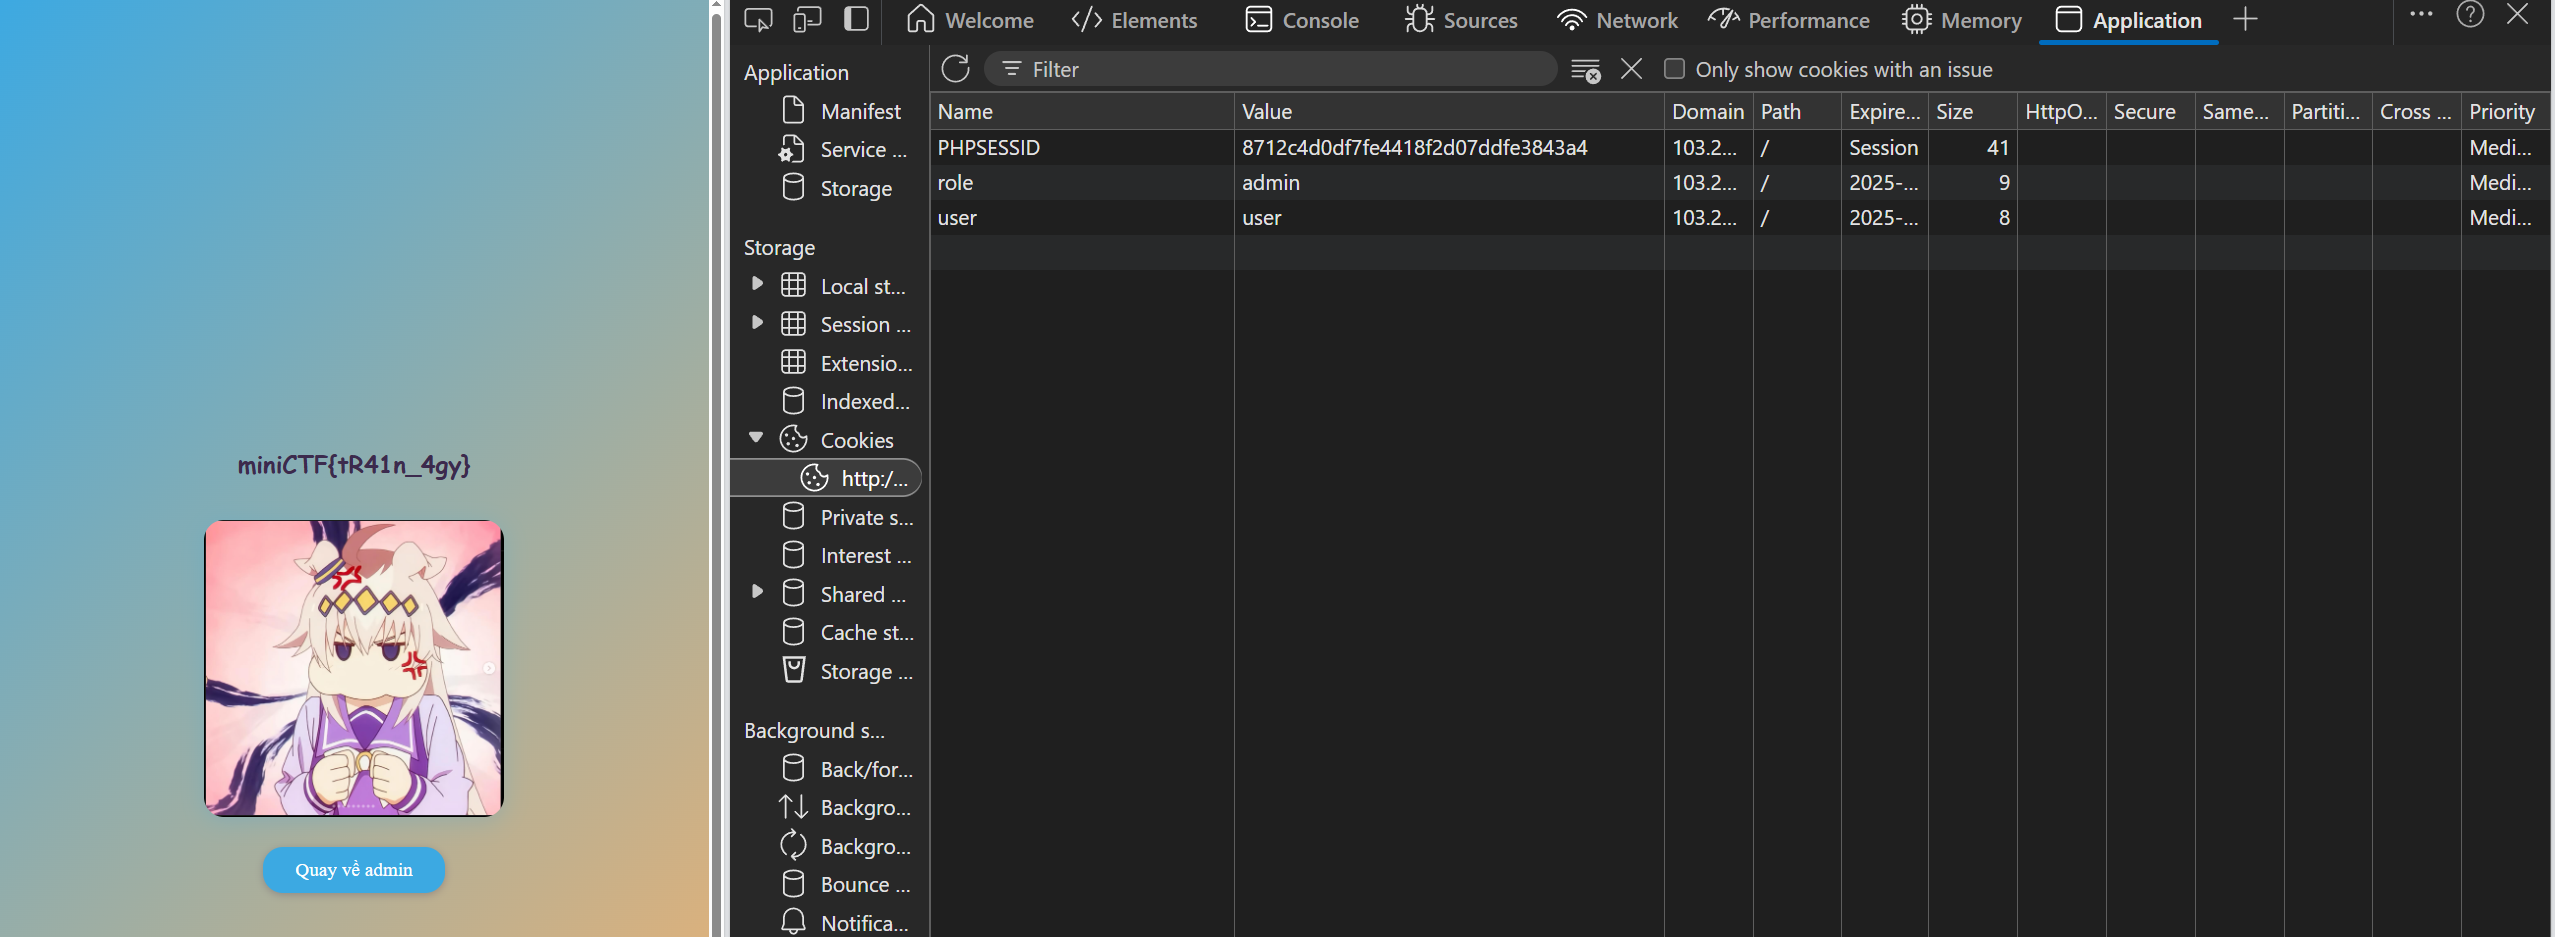 miniCTF{tR41n_4gy}
Quay về admin
Welcome
Elements
Console
Sources
Network
Performance
Memory
Application
Application
Manifest
Service ...
Storage
Storage
Local st...
Session ...
Extensio...
Indexed...
Cookies
http:/...
Private s...
Interest ...
Shared ...
Cache st...
Storage ...
Background s...
Back/for...
Backgro...
Backgro...
Bounce ...
Notifica...
Filter
Only show cookies with an issue
Name Value Domain Path Expire... Size HttpO... Secure Same... Partiti... Cross ... Priority
PHPSESSID 8712c4d0df7fe4418f2d07ddfe3843a4 103.2... / Session 41 Medi...
role admin 103.2... / 2025-... 9 Medi...
user user 103.2... / 2025-... 8 Medi...